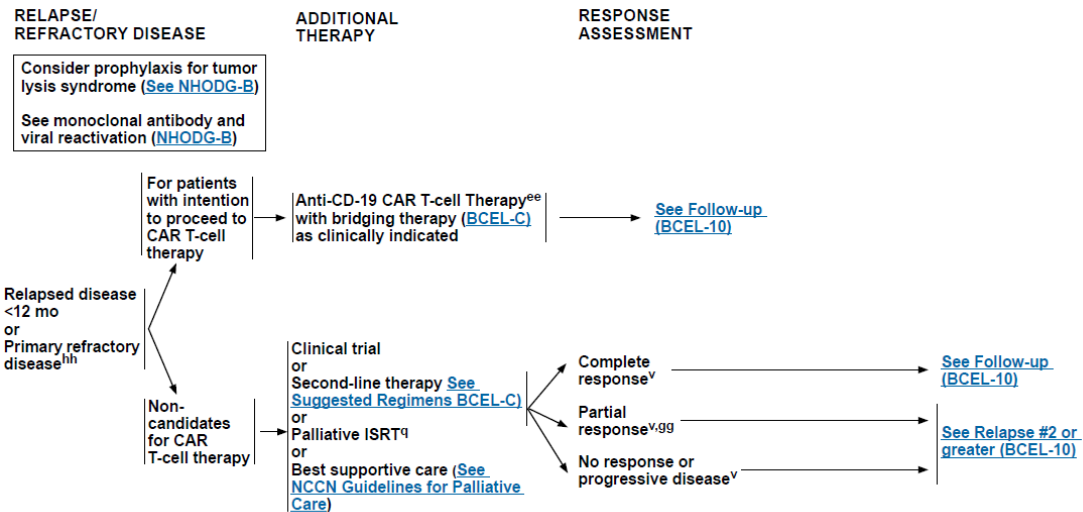 RELAPSE/
REFRACTORY DISEASE
ADDITIONAL
THERAPY
RESPONSE
ASSESSMENT
Consider prophylaxis for tumor
lysis syndrome (See NHODG-B)
See monoclonal antibody and
viral reactivation (NHODG-B)
For patients
with intention
to proceed to
CAR T-cell
therapy
Anti-CD-19 CAR T-cell Therapyee
with bridging therapy (BCEL-C)
as clinically indicated
See Follow-up
(BCEL-10)
Relapsed disease
<12 mo
or
Primary refractory
diseasehh
Non-
candidates
for CAR
T-cell therapy
Clinical trial
or
Second-line therapy See
Suggested Regimens BCEL-C)
or
Palliative ISRTq
or
Best supportive care (See
NCCN Guidelines for Palliative
Care)
Complete
responsev
See Follow-up
(BCEL-10)
Partial
responsev,gg
No response or
progressive diseasev
See Relapse #2 or
greater (BCEL-10)